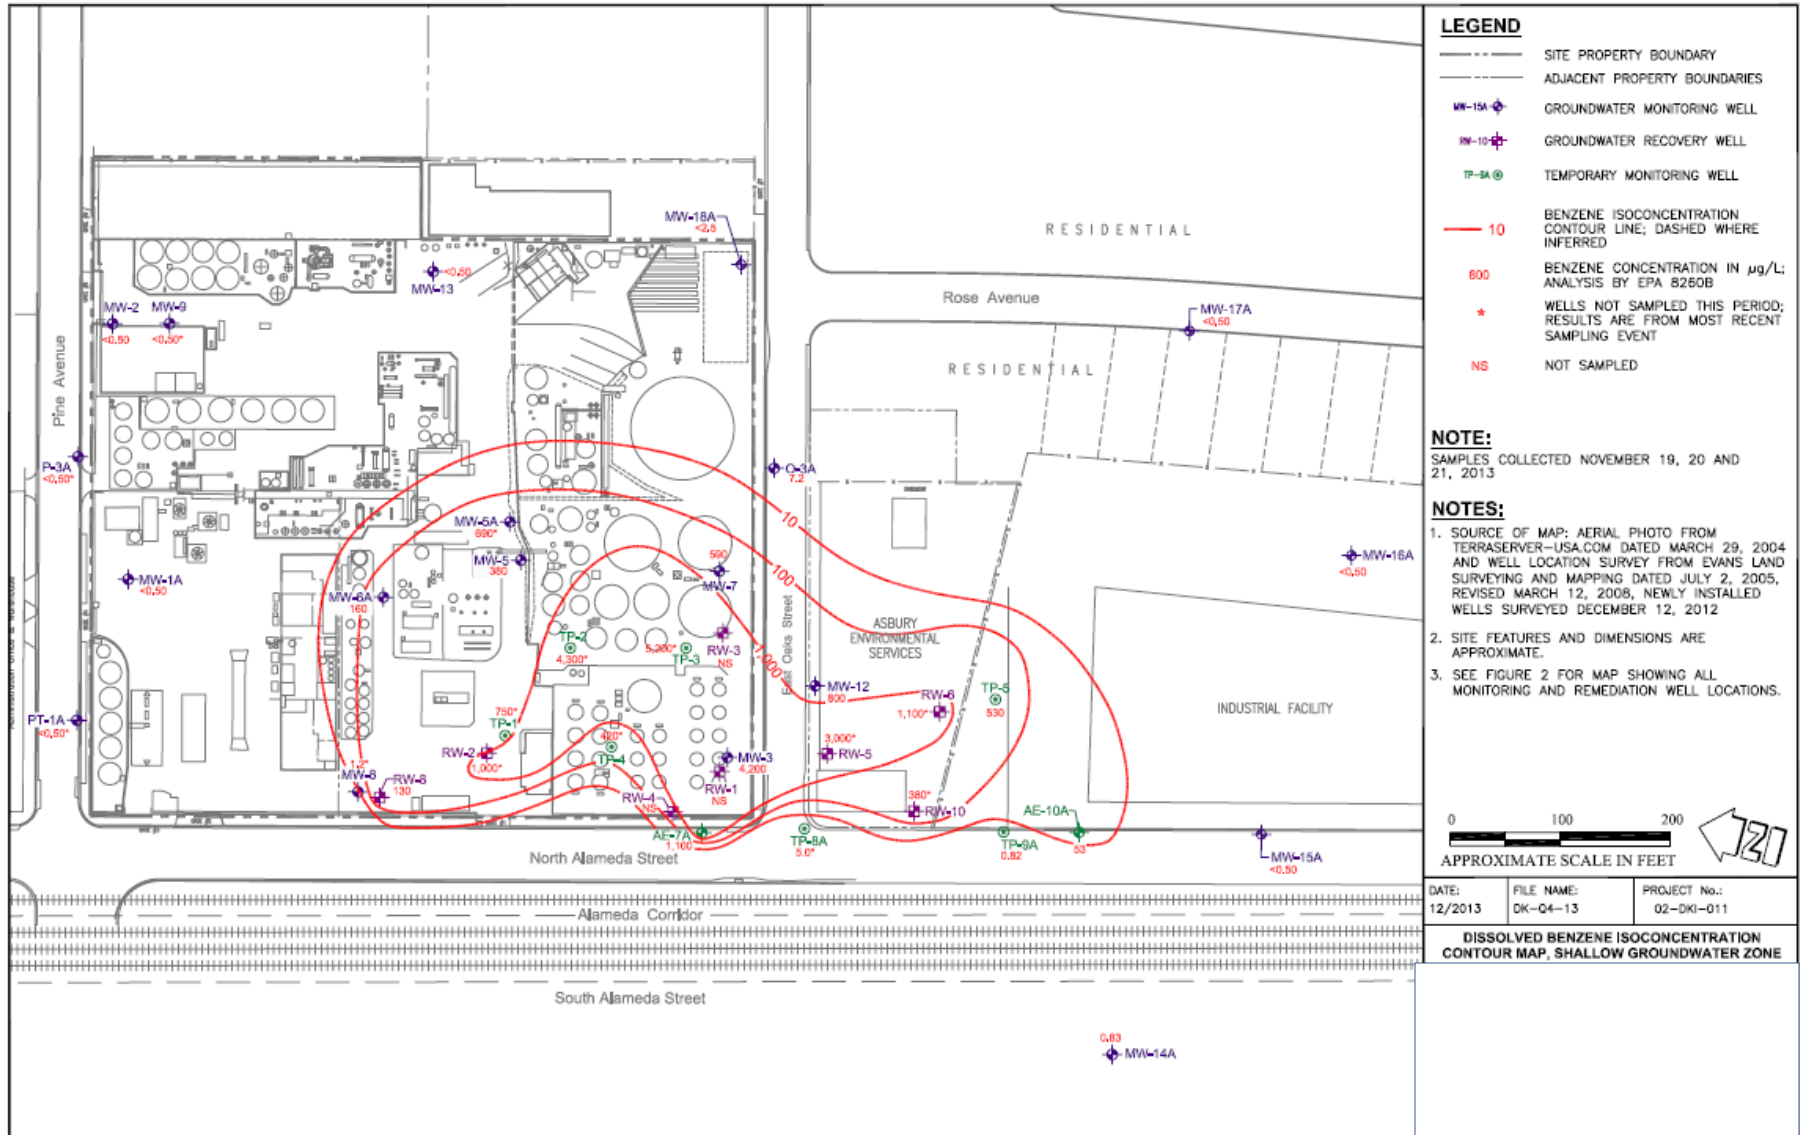 LEGEND
SITE PROPERTY BOUNDARY
ADJACENT PROPERTY BOUNDARIES
MW-15A GROUNDWATER MONITORING WELL
RW-10 GROUNDWATER RECOVERY WELL
TP-9A TEMPORARY MONITORING WELL
10
BENZENE ISOCONCENTRATION
CONTOUR LINE; DASHED WHERE
INFERRED
800
BENZENE CONCENTRATION IN µg/L;
ANALYSIS BY EPA 8260B
*
WELLS NOT SAMPLED THIS PERIOD;
RESULTS ARE FROM MOST RECENT
SAMPLING EVENT
NS NOT SAMPLED
NOTE:
SAMPLES COLLECTED NOVEMBER 19, 20 AND
21, 2013
NOTES:
1. SOURCE OF MAP: AERIAL PHOTO FROM
TERRASERVER-USA.COM DATED MARCH 29, 2004
AND WELL LOCATION SURVEY FROM EVANS LAND
SURVEYING AND MAPPING DATED JULY 2, 2005,
REVISED MARCH 12, 2008, NEWLY INSTALLED
WELLS SURVEYED DECEMBER 12, 2012
2. SITE FEATURES AND DIMENSIONS ARE
APPROXIMATE.
3. SEE FIGURE 2 FOR MAP SHOWING ALL
MONITORING AND REMEDIATION WELL LOCATIONS.
0 100 200
APPROXIMATE SCALE IN FEET
N
DATE:
12/2013
FILE NAME:
DK-Q4-13
PROJECT No.:
02-DKI-011
DISSOLVED BENZENE ISOCONCENTRATION
CONTOUR MAP, SHALLOW GROUNDWATER ZONE
MW-18A
<2.5
RESIDENTIAL
<0.50
MW-13
Rose Avenue
MW-17A
<0.50
MW-2
<0.50
MW-9
<0.50*
Pine Avenue
RESIDENTIAL
P-3A
<0.50*
O-3A
7.2
10
MW-5A
690*
MW-5
380
590
MW-7
100
MW-16A
<0.50
MW-1A
<0.50
MW-6A
160
ASBURY
ENVIRONMENTAL
SERVICES
TP-2
4,300*
5,200*
TP-3
RW-3
NS
1,000
East Oaks Street
MW-12
800
RW-6
1,100*
TP-5
530
INDUSTRIAL FACILITY
PT-1A
<0.50*
750*
TP-1
RW-2
1,000*
420*
TP-4
MW-3
4,200
RW-1
NS
3,000*
RW-5
1.2*
MW-8
RW-8
130
RW-4
NS
380*
RW-10
AE-7A
1,100
TP-8A
5.0*
TP-9A
0.82
AE-10A
53
MW-15A
<0.50
North Alameda Street
Alameda Corridor
South Alameda Street
0.83
MW-14A